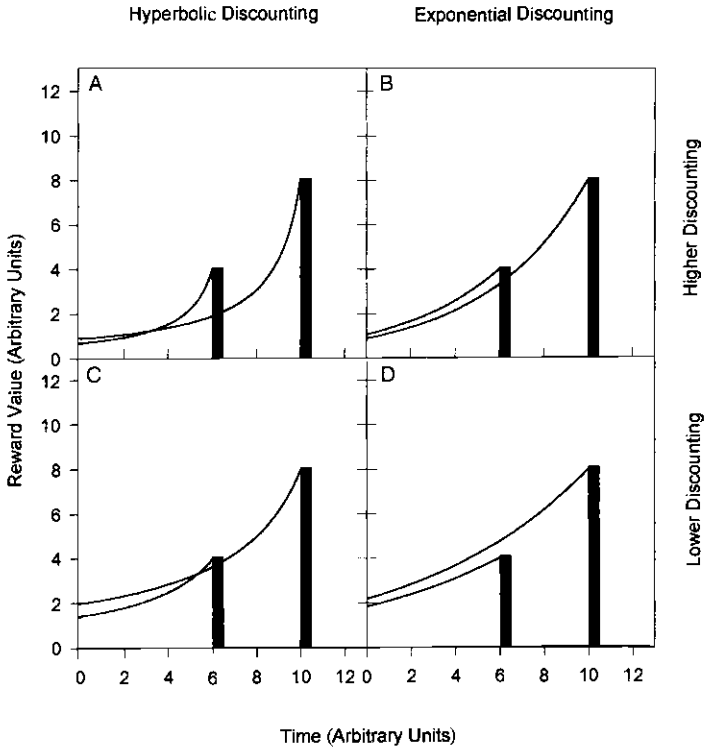 Hyperbolic Discounting
Exponential Discounting
A
B
12
10
8
6
4
2
0
Higher Discounting
C
D
12
10
8
6
4
2
0
Lower Discounting
Reward Value (Arbitrary Units)
0 2 4 6 8 10 12 0 2 4 6 8 10 12
Time (Arbitrary Units)